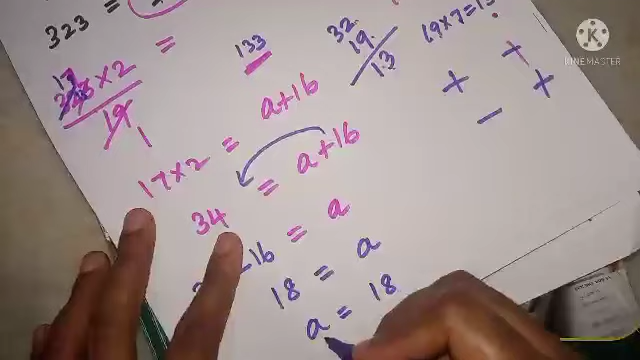 323 =
323 × 2 / 19 =
17
1
133
32
19
13
19×7=13
a+16
17×2 =
34 = a+16
-16 = a
18 = a
a = 18
+ + + -
KINEMASTER